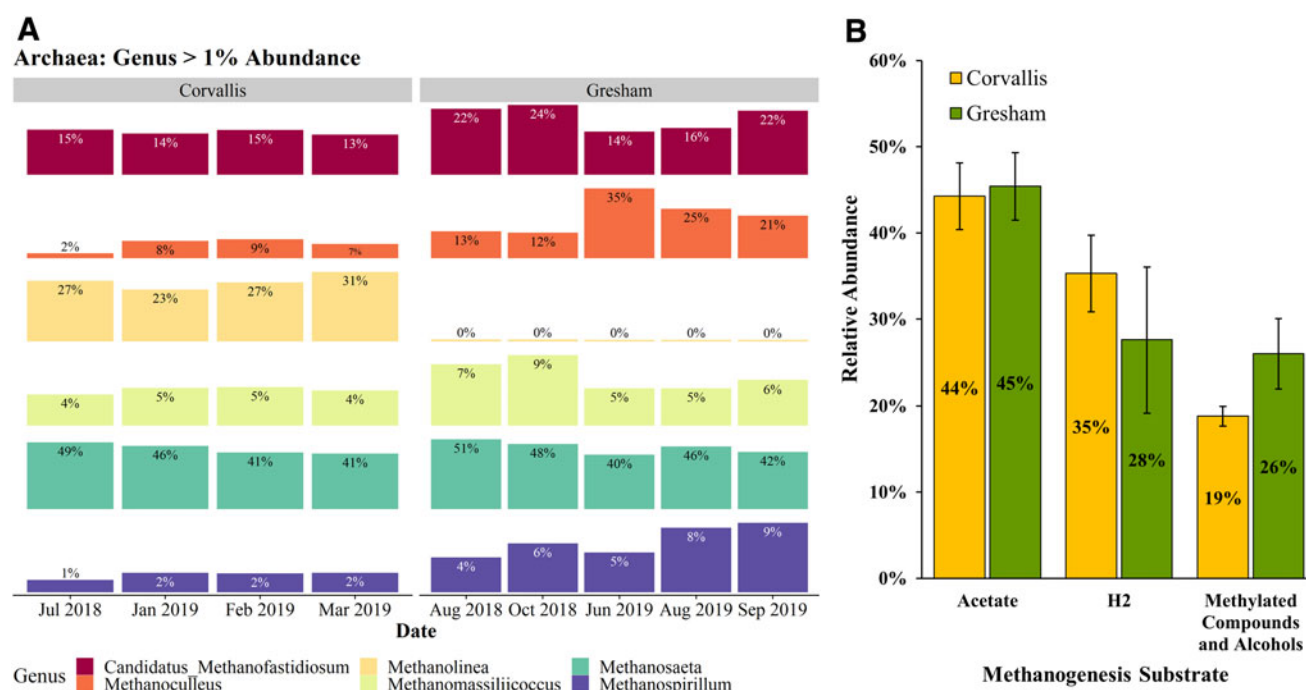 A
Archaea: Genus > 1% Abundance
Corvallis Gresham
15% 14% 15% 13% 22% 24% 14% 16% 22%
2% 8% 9% 7% 13% 12% 35% 25% 21%
27% 23% 27% 31% 0% 0% 0% 0% 0%
4% 5% 5% 4% 7% 9% 5% 5% 6%
49% 46% 41% 41% 51% 48% 40% 46% 42%
1% 2% 2% 2% 4% 6% 5% 8% 9%
Jul 2018 Jan 2019 Feb 2019 Mar 2019 Aug 2018 Oct 2018 Jun 2019 Aug 2019 Sep 2019
Date
Genus
Candidatus_Methanofastidiosum Methanolinea Methanosaeta
Methanoculleus Methanomassiliicoccus Methanospirillum
B
Relative Abundance
60%
50%
40%
30%
20%
10%
0%
Corvallis
Gresham
44% 45% 35% 28% 19% 26%
Acetate H2 Methylated
Compounds
and Alcohols
Methanogenesis Substrate